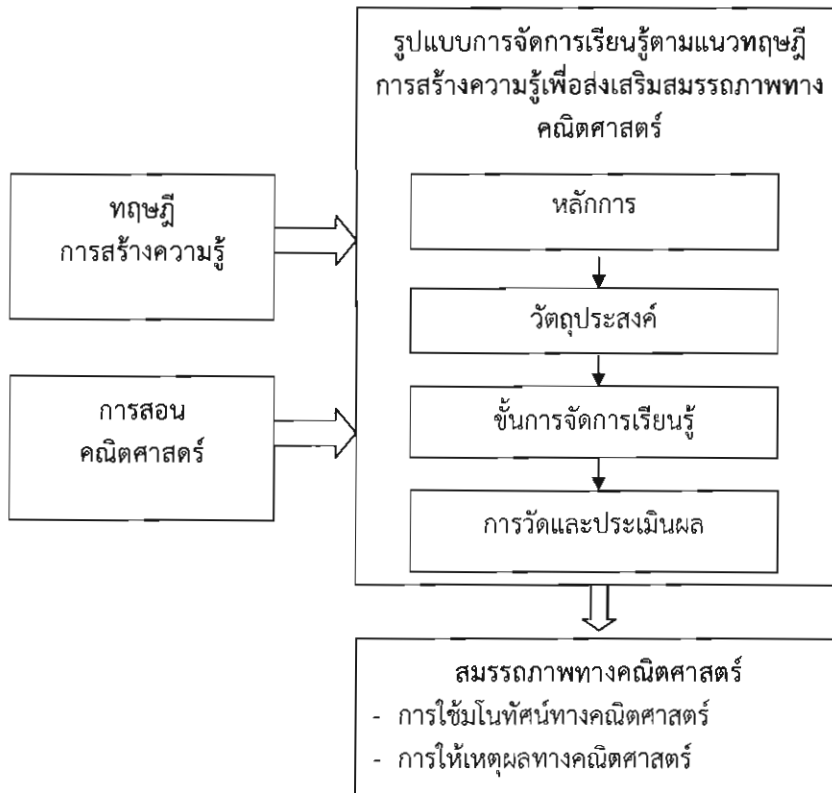 รูปแบบการจัดการเรียนรู้ตามแนวทฤษฎี
การสร้างความรู้เพื่อส่งเสริมสมรรถภาพทาง
คณิตศาสตร์
ทฤษฎี
การสร้างความรู้
หลักการ
วัตถุประสงค์
การสอน
คณิตศาสตร์
ขั้นการจัดการเรียนรู้
การวัดและประเมินผล
สมรรถภาพทางคณิตศาสตร์
- การใช้มโนทัศน์ทางคณิตศาสตร์
- การให้เหตุผลทางคณิตศาสตร์